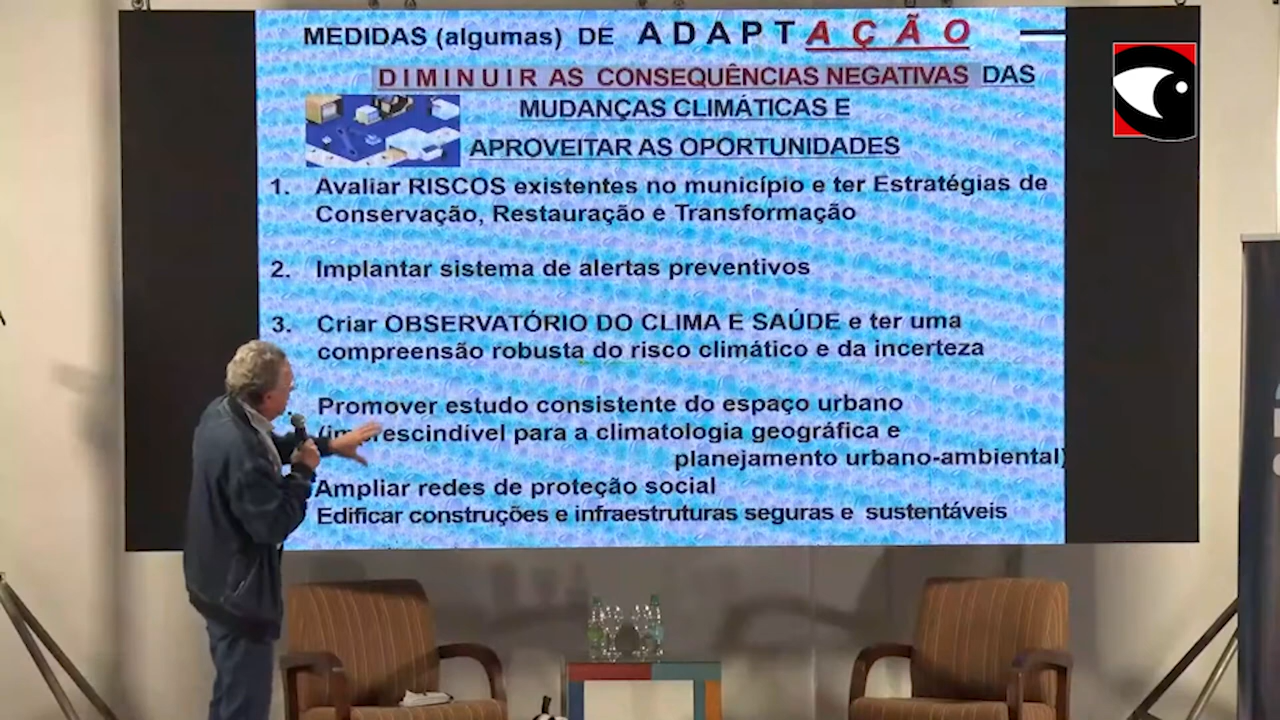 MEDIDAS (algumas) DE ADAPTAÇÃO
DIMINUIR AS CONSEQUÊNCIAS NEGATIVAS DAS
MUDANÇAS CLIMÁTICAS E
APROVEITAR AS OPORTUNIDADES
1. Avaliar RISCOS existentes no município e ter Estratégias de
Conservação, Restauração e Transformação
2. Implantar sistema de alertas preventivos
3. Criar OBSERVATÓRIO DO CLIMA E SAÚDE e ter uma
compreensão robusta do risco climático e da incerteza
Promover estudo consistente do espaço urbano
(imprescindível para a climatologia geográfica e
planejamento urbano-ambiental)
Ampliar redes de proteção social
Edificar construções e infraestruturas seguras e sustentáveis